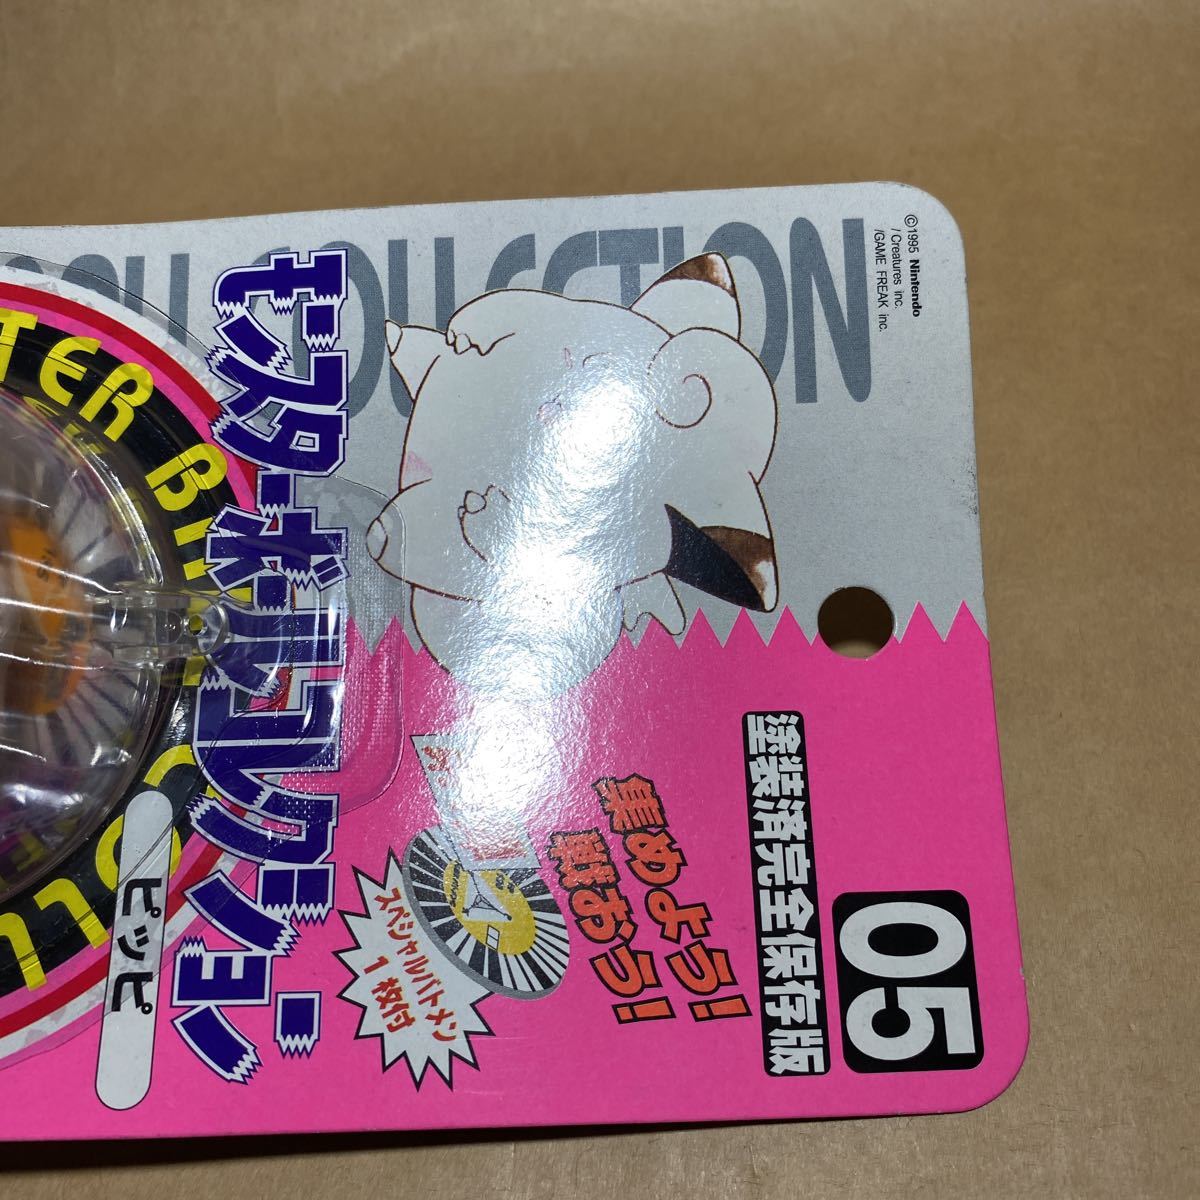 ©1995 Nintendo
/Creatures inc.
/GAME FREAK inc.
COLLECTION
05
塗装済完全保存版
集めよう!
戦おう!
スペシャルバトメン
1枚付
モンスターボールコレクション
ピッピ